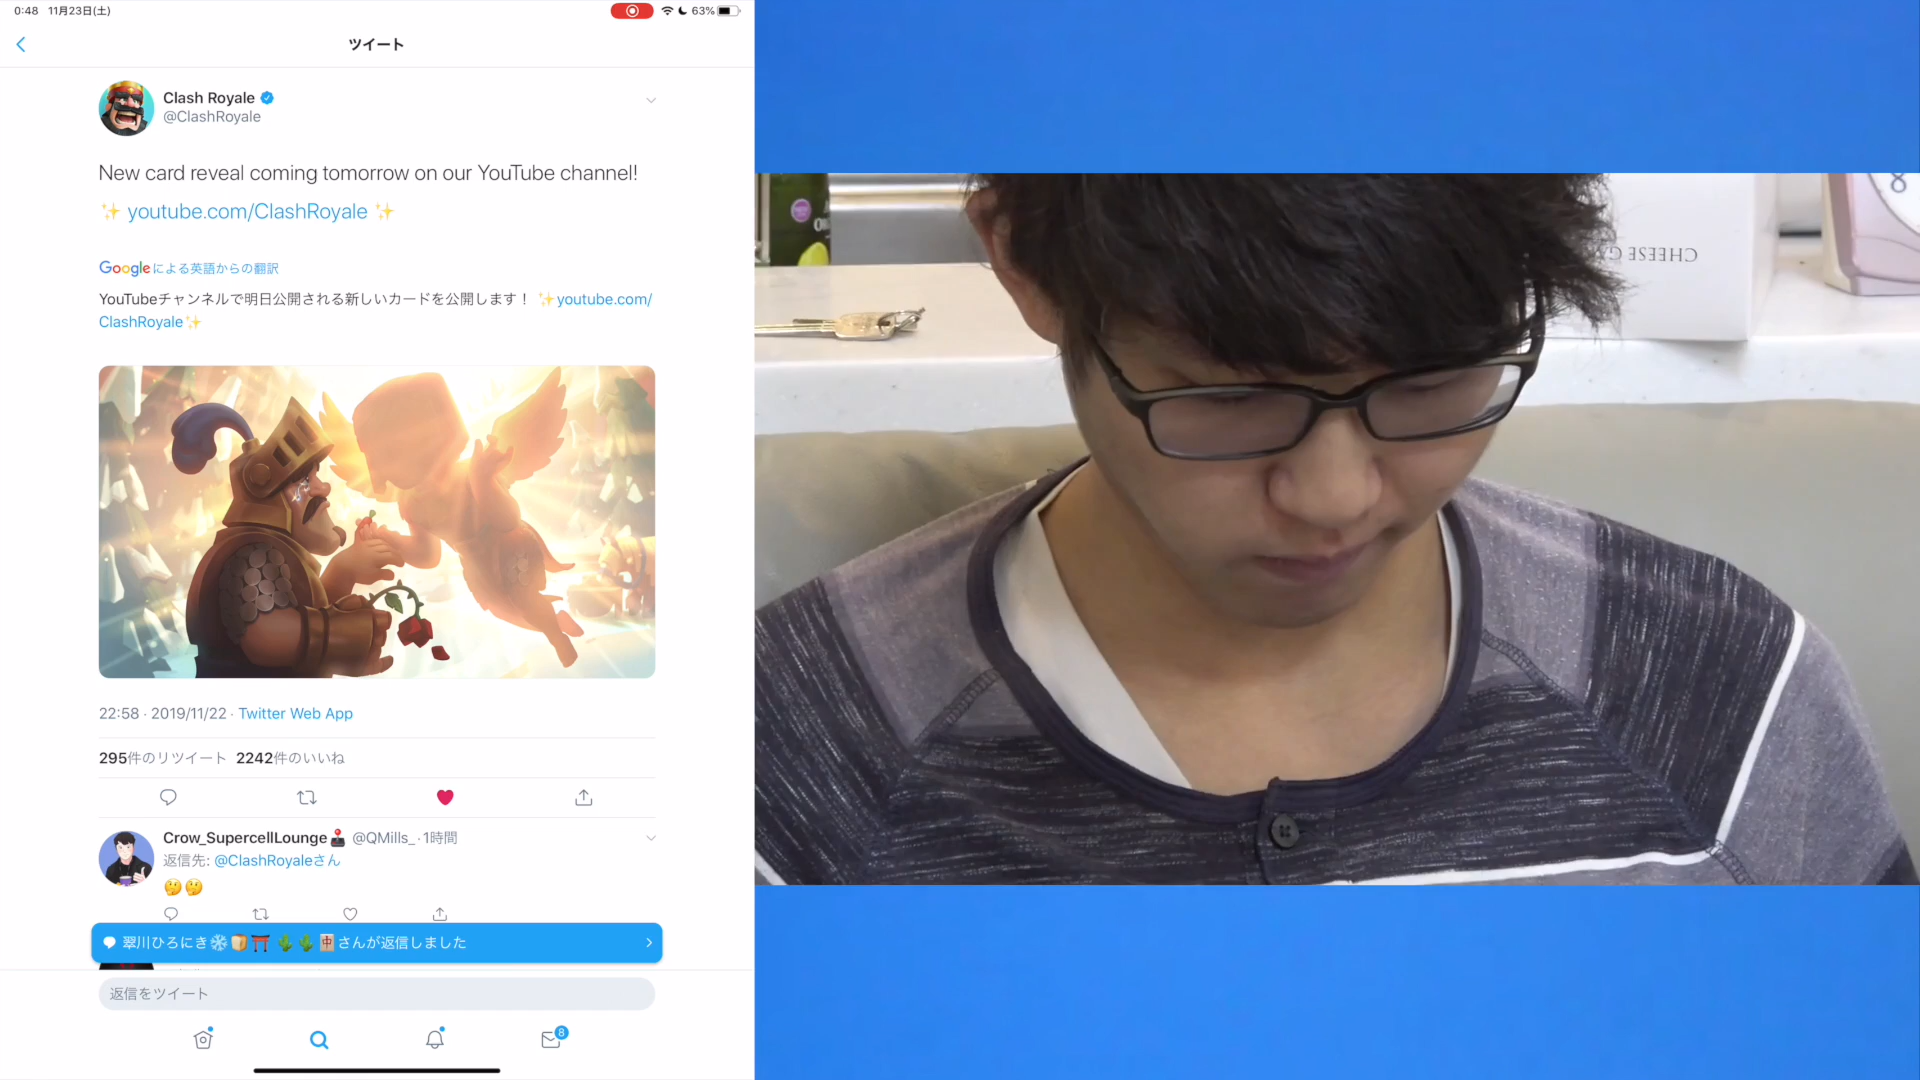 0:48 11月23日(土)
63%
ツイート
Clash Royale
@ClashRoyale
New card reveal coming tomorrow on our YouTube channel!
✨ youtube.com/ClashRoyale ✨
Googleによる英語からの翻訳
YouTubeチャンネルで明日公開される新しいカードを公開します！ ✨youtube.com/
ClashRoyale✨
22:58 · 2019/11/22 · Twitter Web App
295件のリツイート 2242件のいいね
Crow_SupercellLounge🕹️ @QMills_ · 1時間
返信先: @ClashRoyaleさん
🤔🤔
翠川ひろにき❄️🍞⛩️🌵🌵🀄さんが返信しました
返信をツイート
8
CHEESE
8